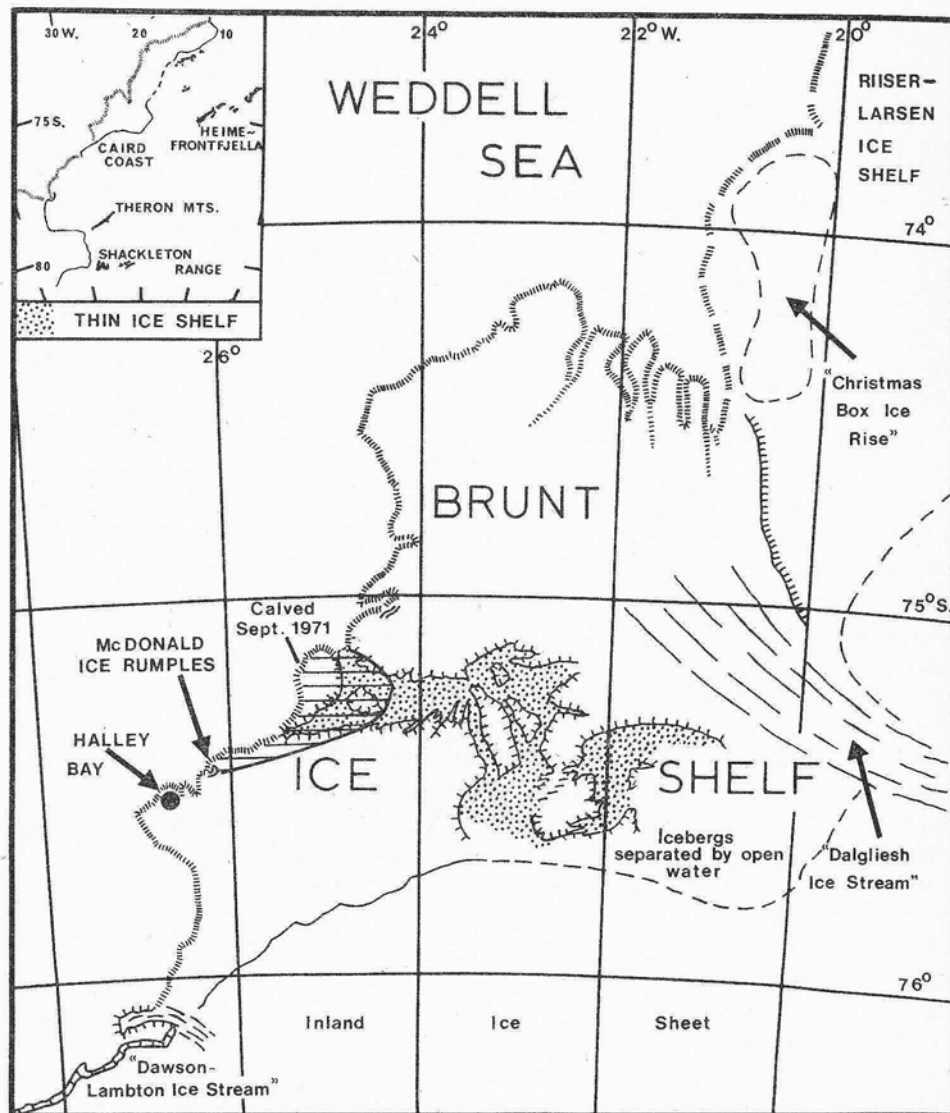 30 W.
20
10
75 S.
CAIRD
COAST
HEIME-
FRONTFJELLA
THERON MTS.
SHACKLETON
RANGE
80
THIN ICE SHELF
24°
22° W.
20°
WEDDELL
SEA
RIISER-
LARSEN
ICE
SHELF
74°
26°
"Christmas
Box Ice
Rise"
BRUNT
75°S.
Calved
Sept. 1971
McDONALD
ICE RUMPLES
HALLEY
BAY
ICE
SHELF
Icebergs
separated by open
water
"Dalgliesh
Ice Stream"
76°
Inland
Ice
Sheet
"Dawson-
Lambton Ice Stream"